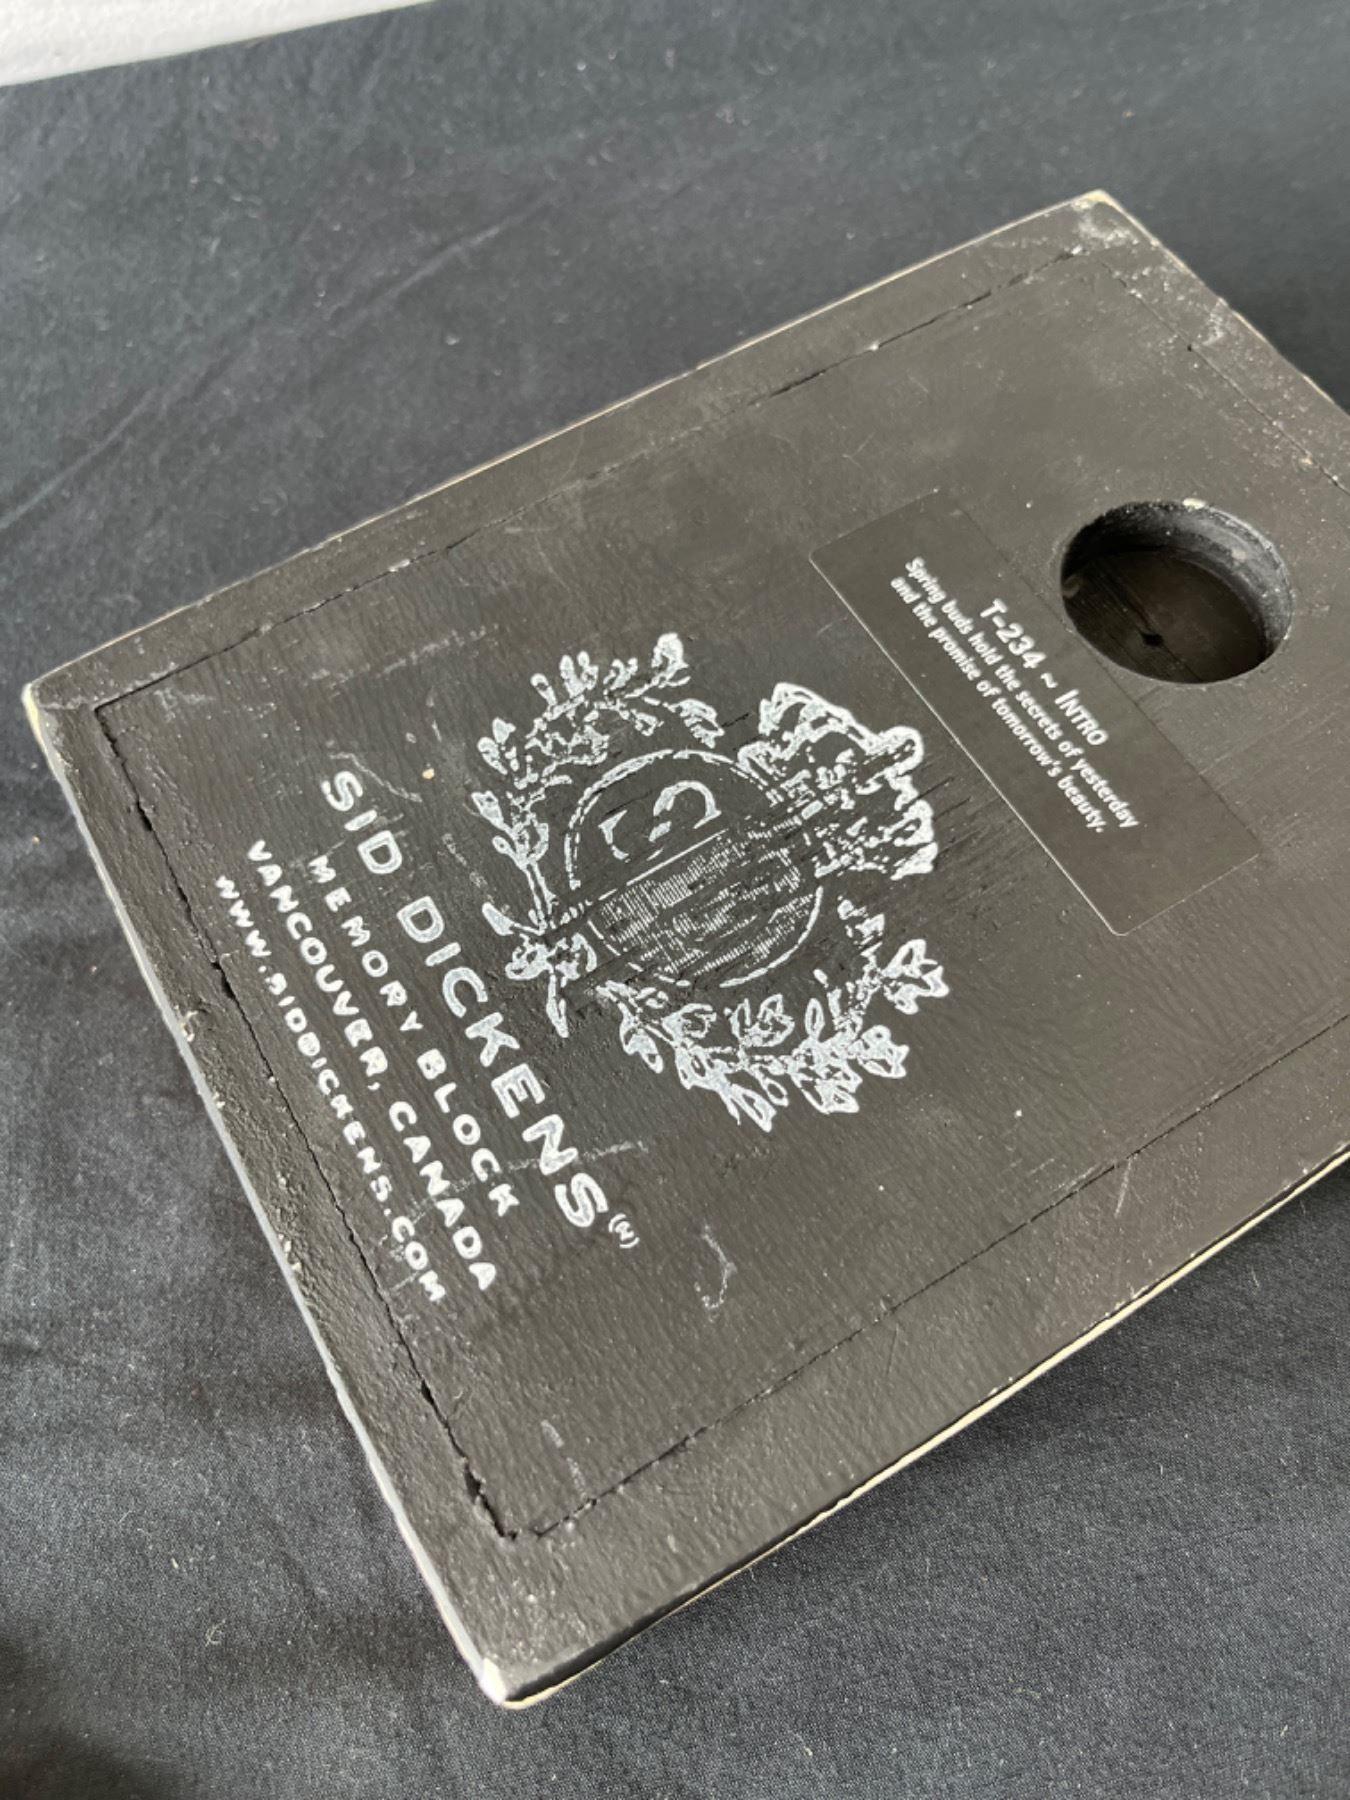 T-234 ~ INTRO
Spring buds hold the secrets of yesterday
and the promise of tomorrow's beauty.
SD
SID DICKENS
MEMORY BLOCK
VANCOUVER, CANADA
WWW.SIDDICKENS.COM